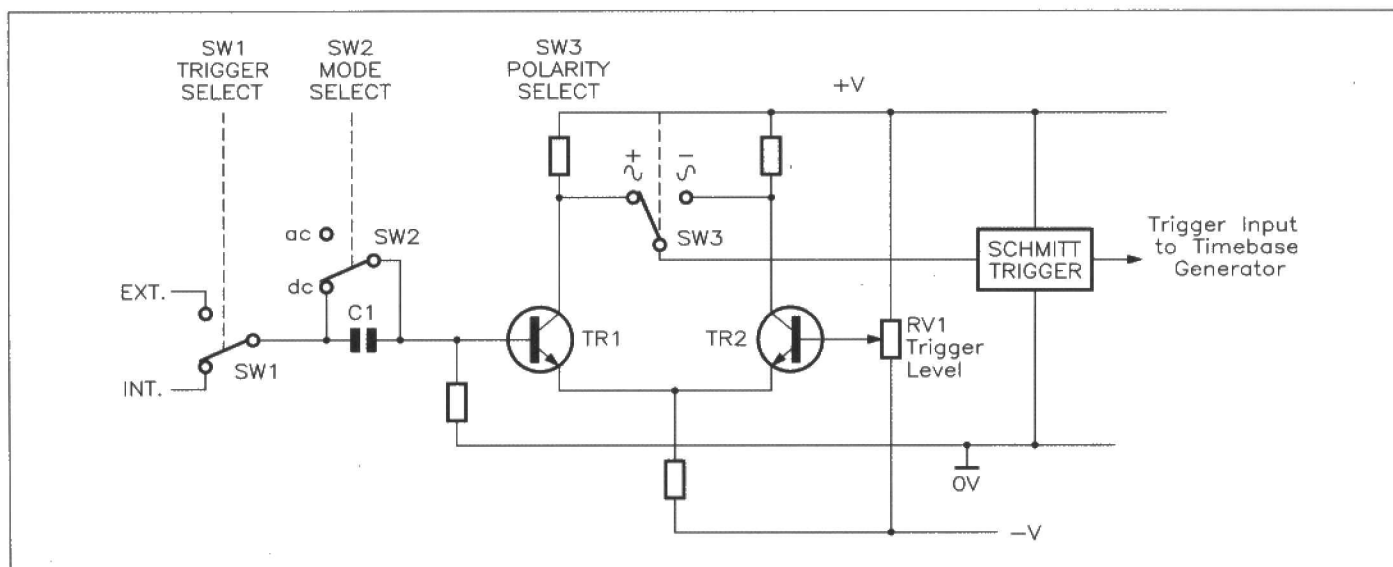 SW1
TRIGGER
SELECT
SW2
MODE
SELECT
SW3
POLARITY
SELECT
+V
ac
SW2
dc
EXT.
C1
SW1
INT.
+
−
SW3
TR1
TR2
RV1
Trigger
Level
SCHMITT
TRIGGER
Trigger Input
to Timebase
Generator
0V
−V